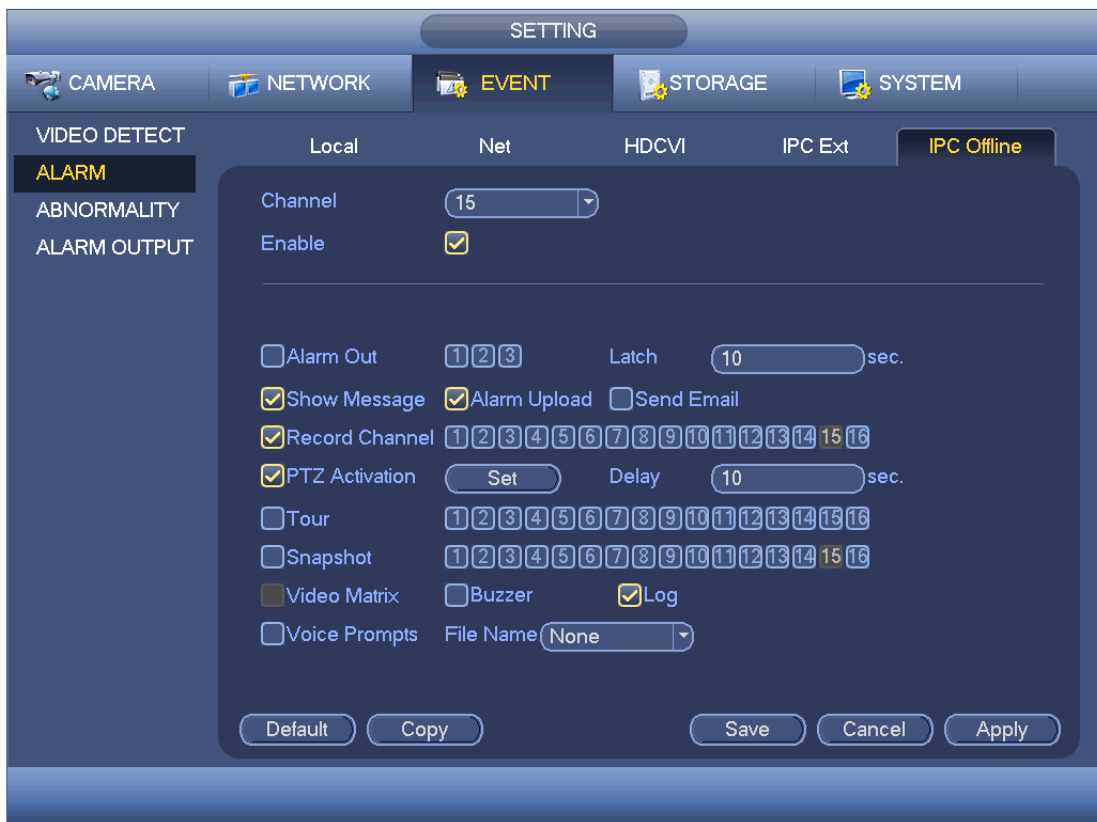 SETTING
CAMERA NETWORK EVENT STORAGE SYSTEM
VIDEO DETECT
ALARM
ABNORMALITY
ALARM OUTPUT
Local Net HDCVI IPC Ext IPC Offline
Channel 15
Enable
Alarm Out 1 2 3 Latch 10 sec.
Show Message Alarm Upload Send Email
Record Channel 1 2 3 4 5 6 7 8 9 10 11 12 13 14 15 16
PTZ Activation Set Delay 10 sec.
Tour 1 2 3 4 5 6 7 8 9 10 11 12 13 14 15 16
Snapshot 1 2 3 4 5 6 7 8 9 10 11 12 13 14 15 16
Video Matrix Buzzer Log
Voice Prompts File Name None
Default Copy Save Cancel Apply